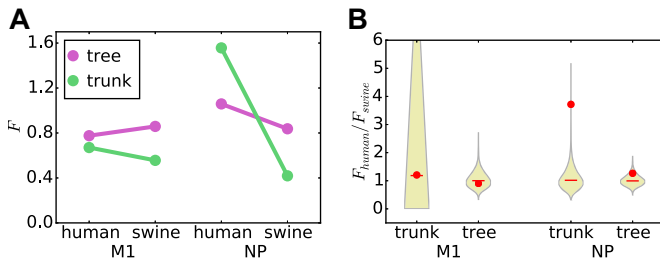 A
1.6
1.2
0.8
0.4
0.0
F
tree
trunk
human swine human swine
M1 NP
B
6
5
4
3
2
1
0
F_human/F_swine
trunk tree trunk tree
M1 NP